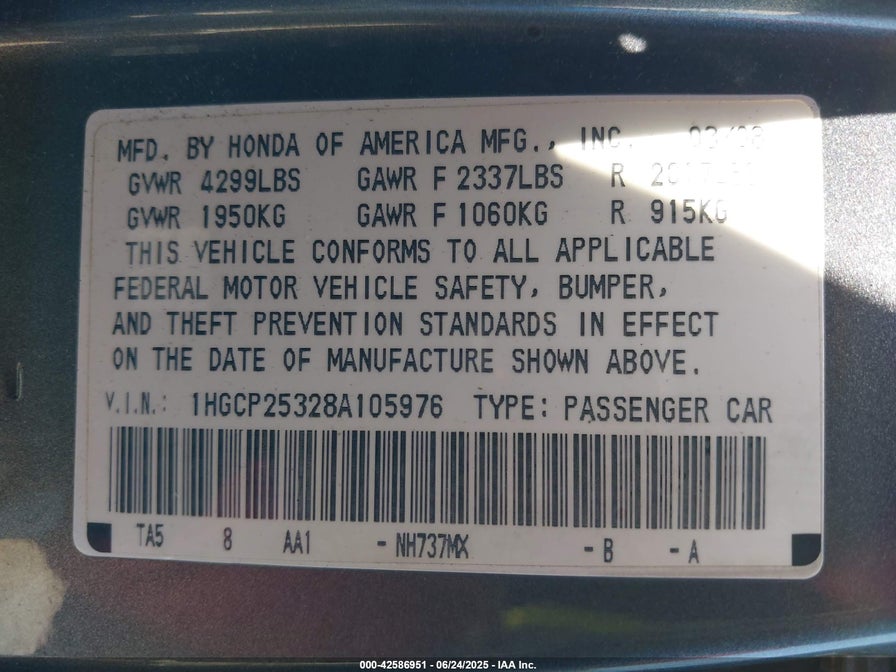 MFD. BY HONDA OF AMERICA MFG., INC. 03/08
GVWR 4299LBS GAWR F 2337LBS R
GVWR 1950KG GAWR F 1060KG R 915KG
THIS VEHICLE CONFORMS TO ALL APPLICABLE
FEDERAL MOTOR VEHICLE SAFETY, BUMPER,
AND THEFT PREVENTION STANDARDS IN EFFECT
ON THE DATE OF MANUFACTURE SHOWN ABOVE.
V.I.N.: 1HGCP25328A105976 TYPE: PASSENGER CAR
TA5 8 AA1 - NH737MX - B - A
000-42586951 - 06/24/2025 - IAA Inc.